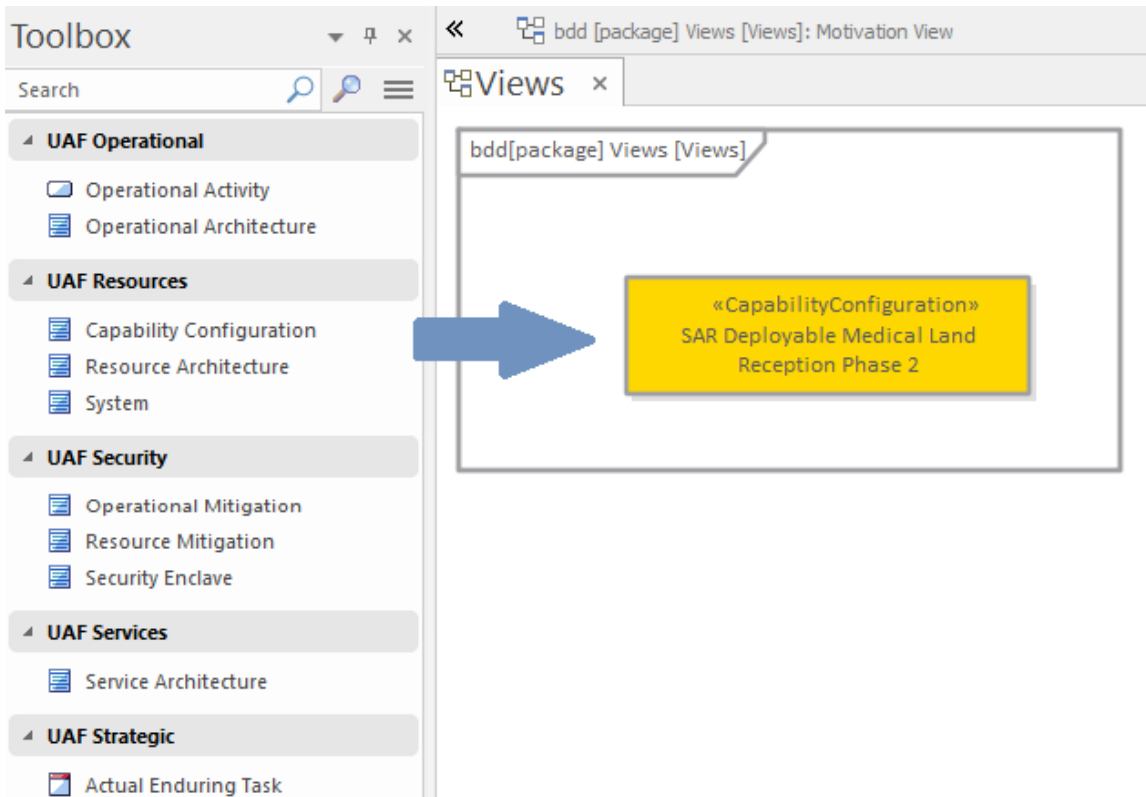 Toolbox
Search
UAF Operational
Operational Activity
Operational Architecture
UAF Resources
Capability Configuration
Resource Architecture
System
UAF Security
Operational Mitigation
Resource Mitigation
Security Enclave
UAF Services
Service Architecture
UAF Strategic
Actual Enduring Task
bdd [package] Views [Views]: Motivation View
Views
bdd[package] Views [Views]
«CapabilityConfiguration»
SAR Deployable Medical Land
Reception Phase 2